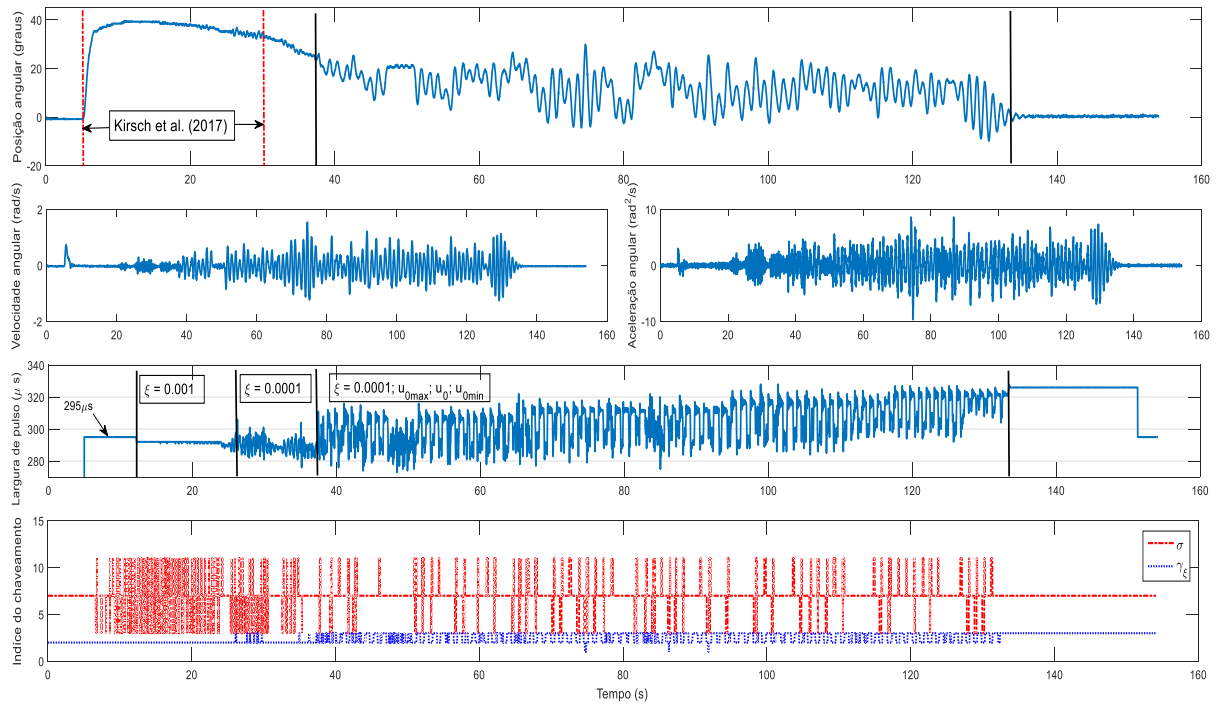 Posição angular (graus)
40
20
0
-20
Kirsch et al. (2017)
0 20 40 60 80 100 120 140 160
Velocidade angular (rad/s)
2
0
-2
0 20 40 60 80 100 120 140 160
Aceleração angular (rad²/s)
10
0
-10
0 20 40 60 80 100 120 140 160
Largura de pulso (μ s)
340
320
300
280
295μs
ξ = 0.001
ξ = 0.0001
ξ = 0.0001; u0max; u0; u0min
0 20 40 60 80 100 120 140 160
Indice do chaveamento
15
10
5
0
σ
γξ
0 20 40 60 80 100 120 140 160
Tempo (s)